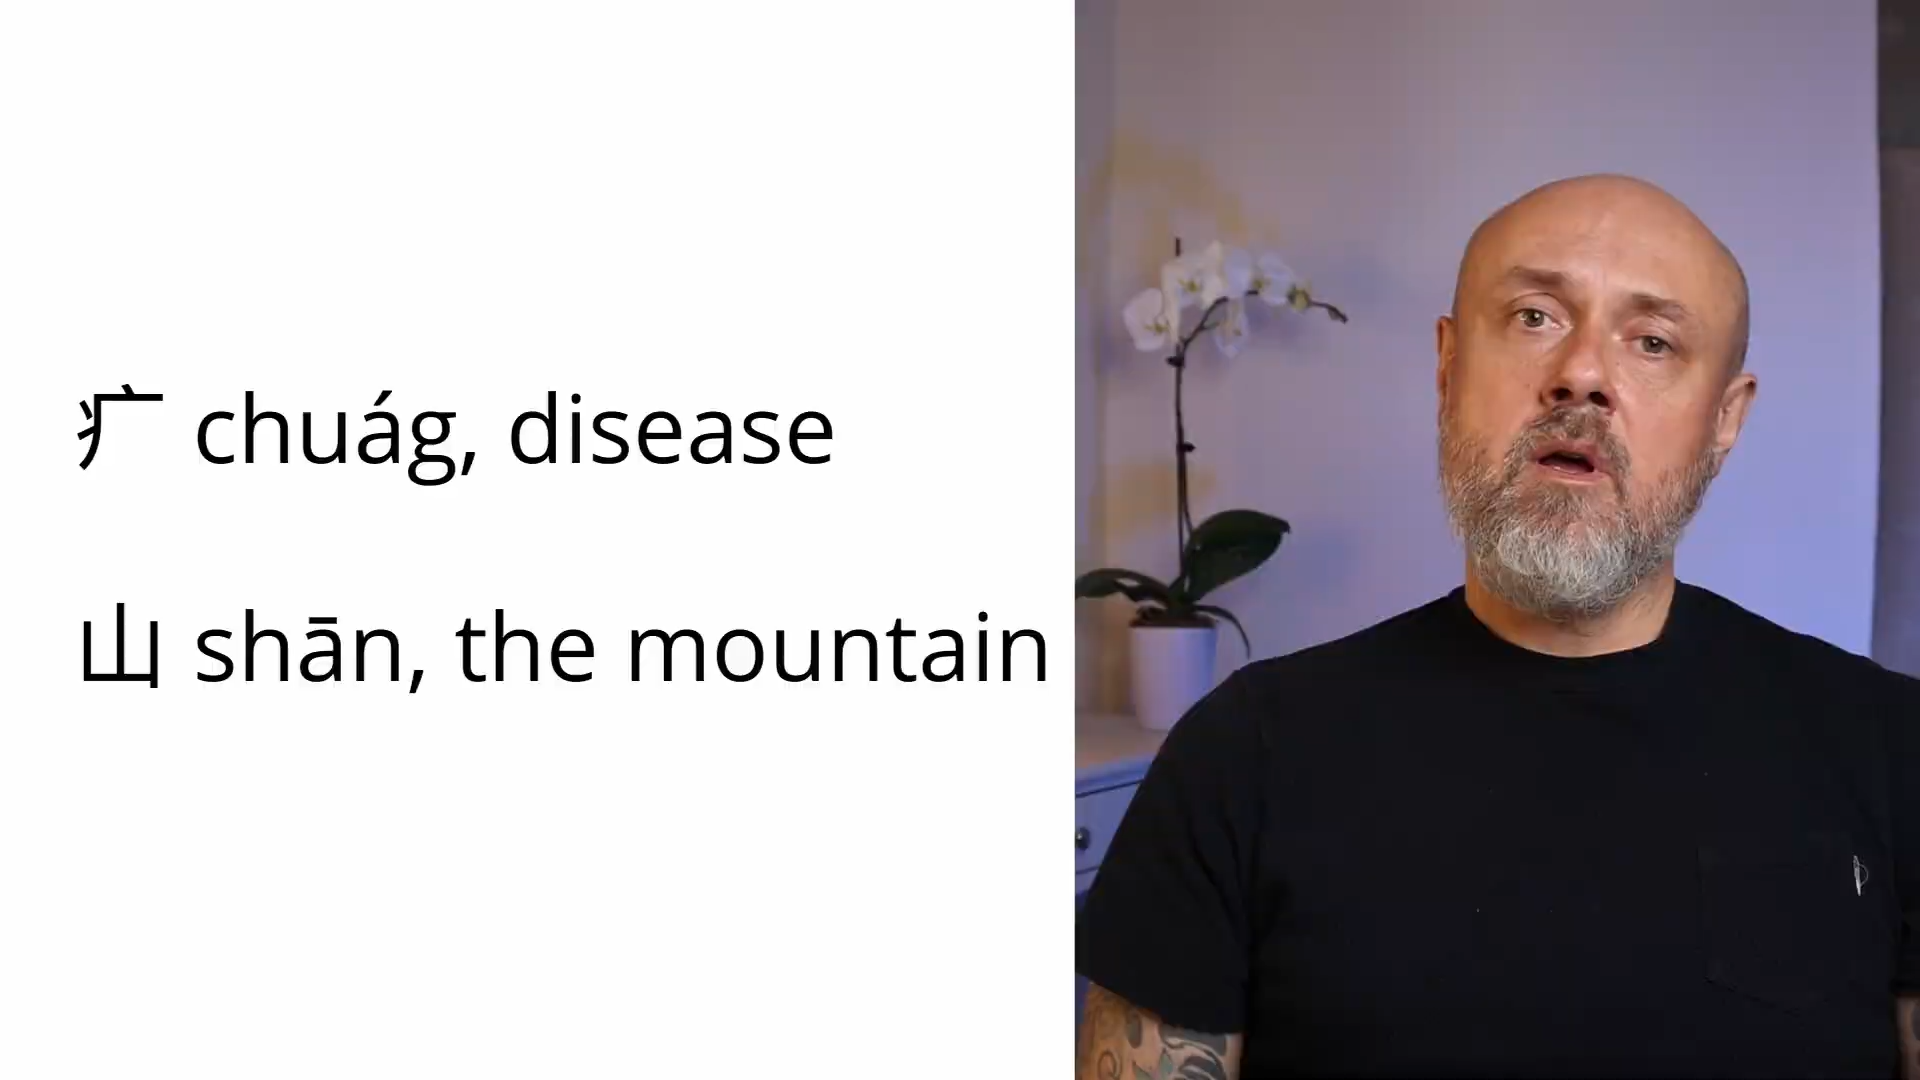 疒 chuág, disease
山 shān, the mountain